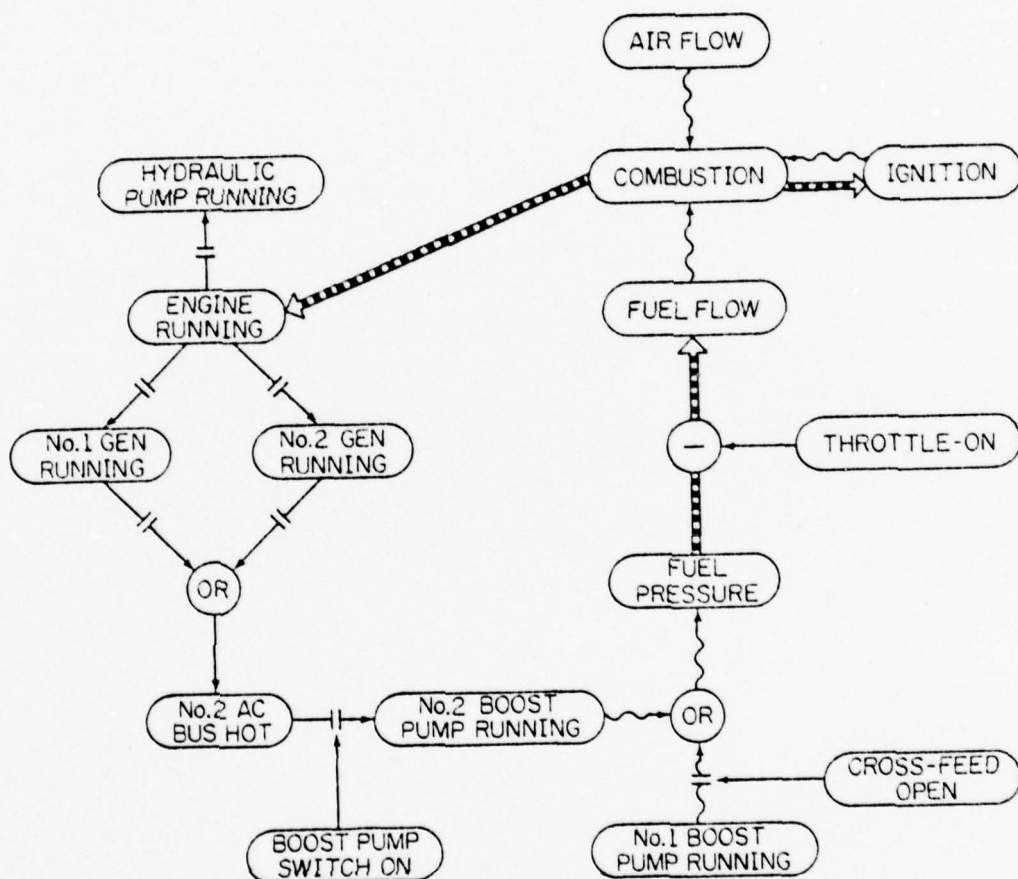 AIR FLOW
HYDRAULIC
PUMP RUNNING
COMBUSTION
IGNITION
ENGINE
RUNNING
FUEL FLOW
No.1 GEN
RUNNING
No.2 GEN
RUNNING
THROTTLE-ON
OR
FUEL
PRESSURE
No.2 AC
BUS HOT
No.2 BOOST
PUMP RUNNING
OR
CROSS-FEED
OPEN
BOOST PUMP
SWITCH ON
No.1 BOOST
PUMP RUNNING